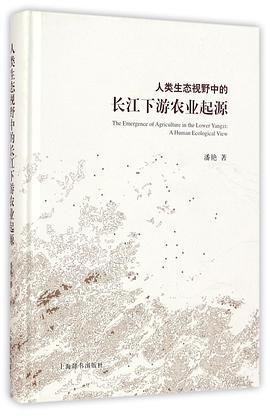 人类生态视野中的
长江下游农业起源
The Emergence of Agriculture in the Lower Yangzi:
A Human Ecological View
潘艳 著
上海辞书出版社
人类生态视野中的长江下游农业起源